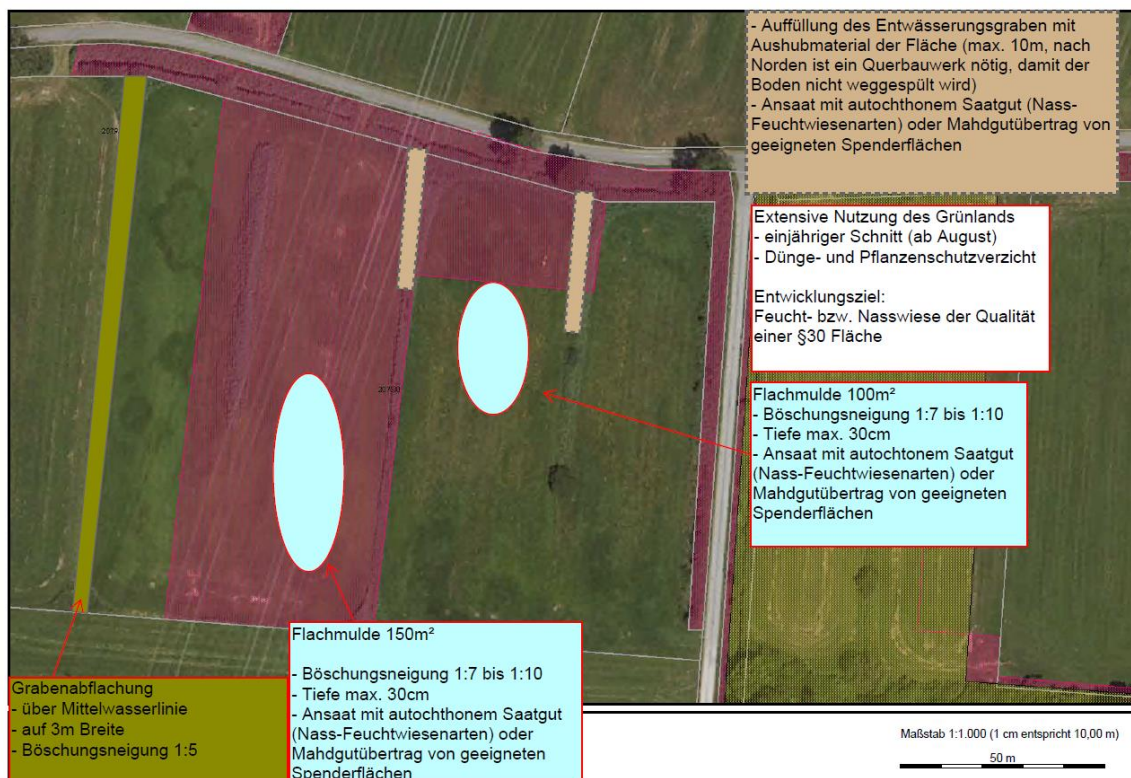 - Auffüllung des Entwässerungsgraben mit
Aushubmaterial der Fläche (max. 10m, nach
Norden ist ein Querbauwerk nötig, damit der
Boden nicht weggespült wird)
- Ansaat mit autochthonem Saatgut (Nass-
Feuchtwiesenarten) oder Mahdgutübertrag von
geeigneten Spenderflächen
Extensive Nutzung des Grünlands
- einjähriger Schnitt (ab August)
- Dünge- und Pflanzenschutzverzicht
Entwicklungsziel:
Feucht- bzw. Nasswiese der Qualität
einer §30 Fläche
Flachmulde 100m²
- Böschungsneigung 1:7 bis 1:10
- Tiefe max. 30cm
- Ansaat mit autochtonem Saatgut
(Nass-Feuchtwiesenarten) oder
Mahdgutübertrag von geeigneten
Spenderflächen
Flachmulde 150m²
- Böschungsneigung 1:7 bis 1:10
- Tiefe max. 30cm
- Ansaat mit autochthonem Saatgut
(Nass-Feuchtwiesenarten) oder
Mahdgutübertrag von geeigneten
Spenderflächen
Grabenabflachung
- über Mittelwasserlinie
- auf 3m Breite
- Böschungsneigung 1:5
Maßstab 1:1.000 (1 cm entspricht 10,00 m)
50 m